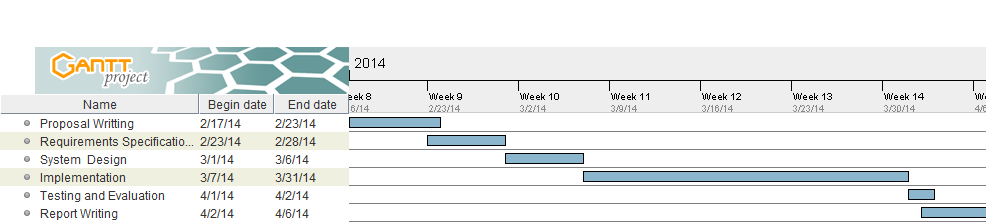 GANTT
project
2014
eek 8 Week 9 Week 10 Week 11 Week 12 Week 13 Week 14 We
6/14 2/23/14 3/2/14 3/9/14 3/16/14 3/23/14 3/30/14 4/6
Name Begin date End date
Proposal Writting 2/17/14 2/23/14
Requirements Specificatio... 2/23/14 2/28/14
System Design 3/1/14 3/6/14
Implementation 3/7/14 3/31/14
Testing and Evaluation 4/1/14 4/2/14
Report Writing 4/2/14 4/6/14